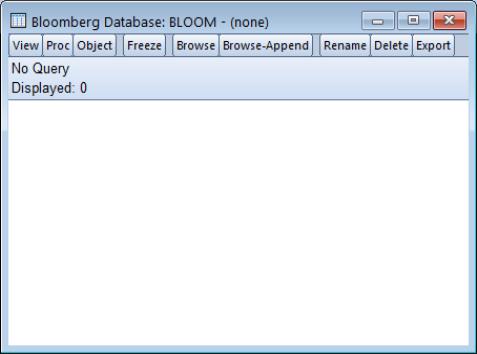 Bloomberg Database: BLOOM - (none)
View Proc Object Freeze Browse Browse-Append Rename Delete Export
No Query
Displayed: 0